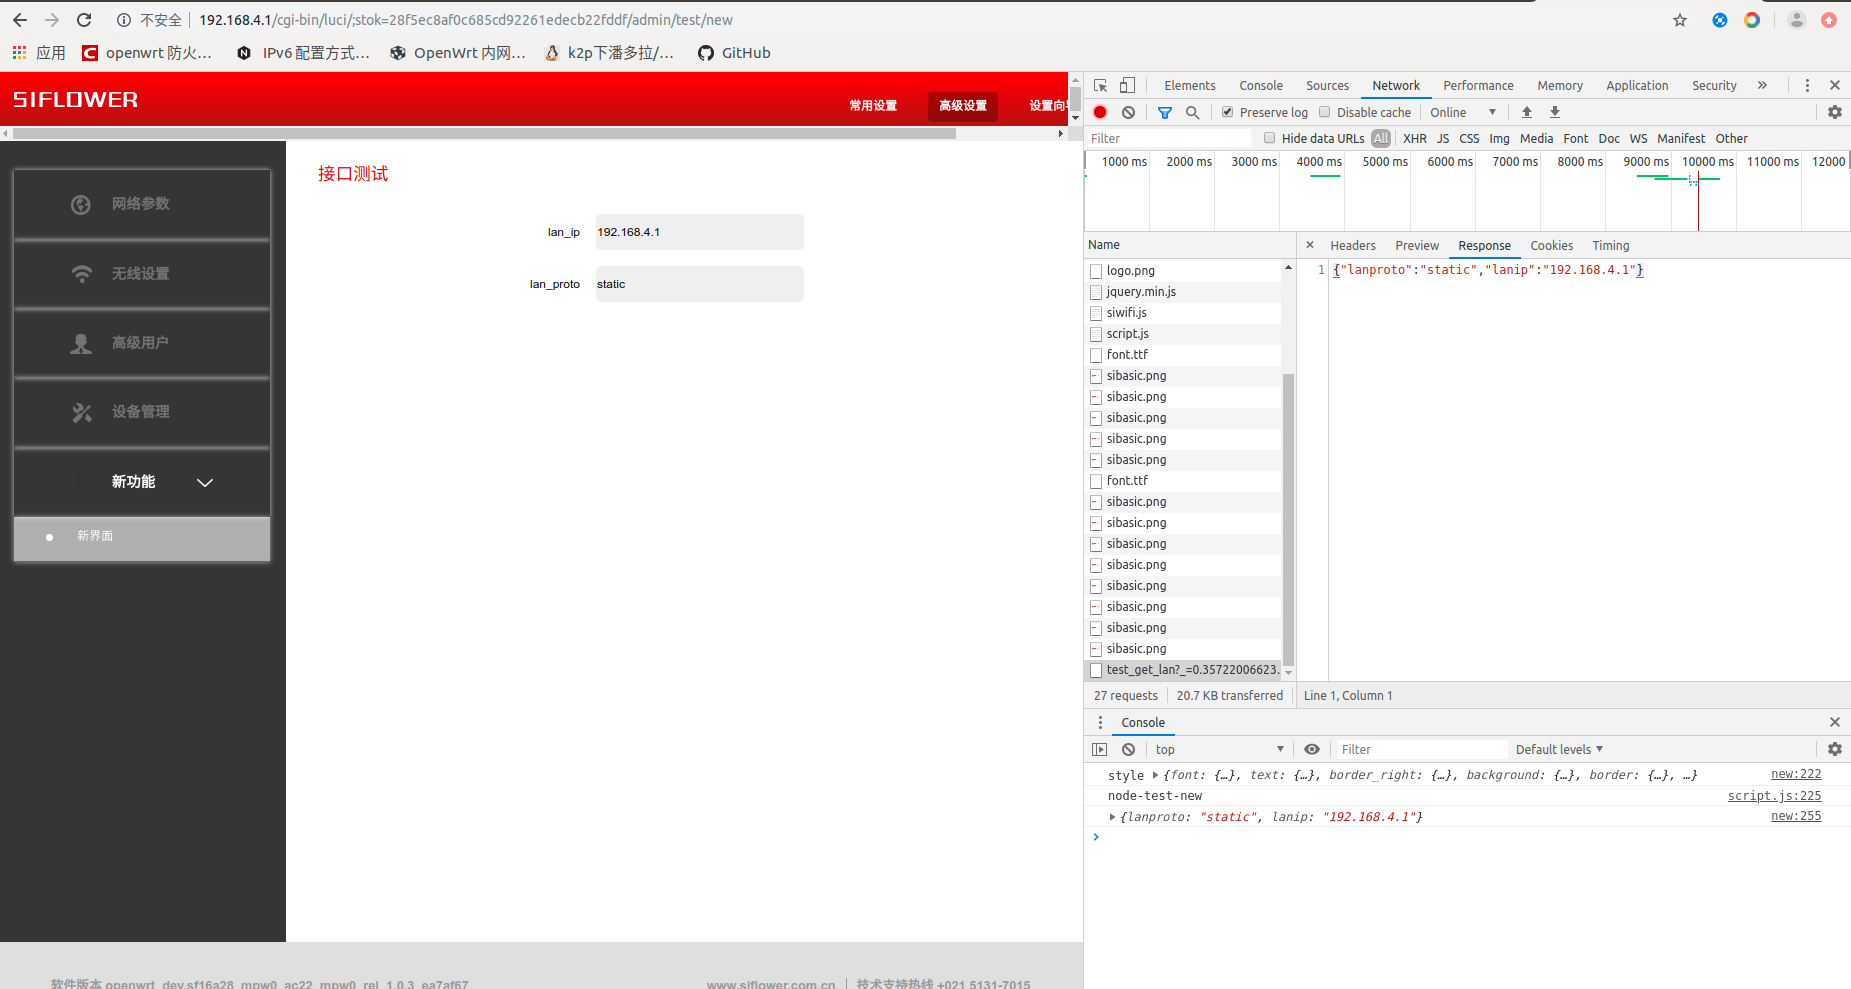 不安全 192.168.4.1/cgi-bin/luci/;stok=28f5ec8af0c685cd92261edecb22fddf/admin/test/new
应用 openwrt 防火... IPv6 配置方式... OpenWrt 内网... k2p下潘多拉/... GitHub
SIFLOWER
常用设置 高级设置 设置向
网络参数
无线设置
高级用户
设备管理
新功能
新界面
接口测试
lan_ip 192.168.4.1
lan_proto static
软件版本 openwrt_dev.sf16a28_mpw0_ac22_mpw0_rel_1.0.3_ea7af67
www.siflower.com.cn | 技术支持热线 +021 5131-7015
Elements Console Sources Network Performance Memory Application Security »
Preserve log Disable cache Online
Filter Hide data URLs All XHR JS CSS Img Media Font Doc WS Manifest Other
1000 ms 2000 ms 3000 ms 4000 ms 5000 ms 6000 ms 7000 ms 8000 ms 9000 ms 10000 ms 11000 ms 12000
Name
logo.png
jquery.min.js
siwifi.js
script.js
font.ttf
sibasic.png
sibasic.png
sibasic.png
sibasic.png
sibasic.png
font.ttf
sibasic.png
sibasic.png
sibasic.png
sibasic.png
sibasic.png
sibasic.png
sibasic.png
sibasic.png
test_get_lan?_=0.35722006623.
27 requests 20.7 KB transferred
Headers Preview Response Cookies Timing
1 {"lanproto":"static","lanip":"192.168.4.1"}
Line 1, Column 1
Console
top Filter Default levels
style {font: {…}, text: {…}, border_right: {…}, background: {…}, border: {…}, …} new:222
node-test-new script.js:225
{lanproto: "static", lanip: "192.168.4.1"} new:255